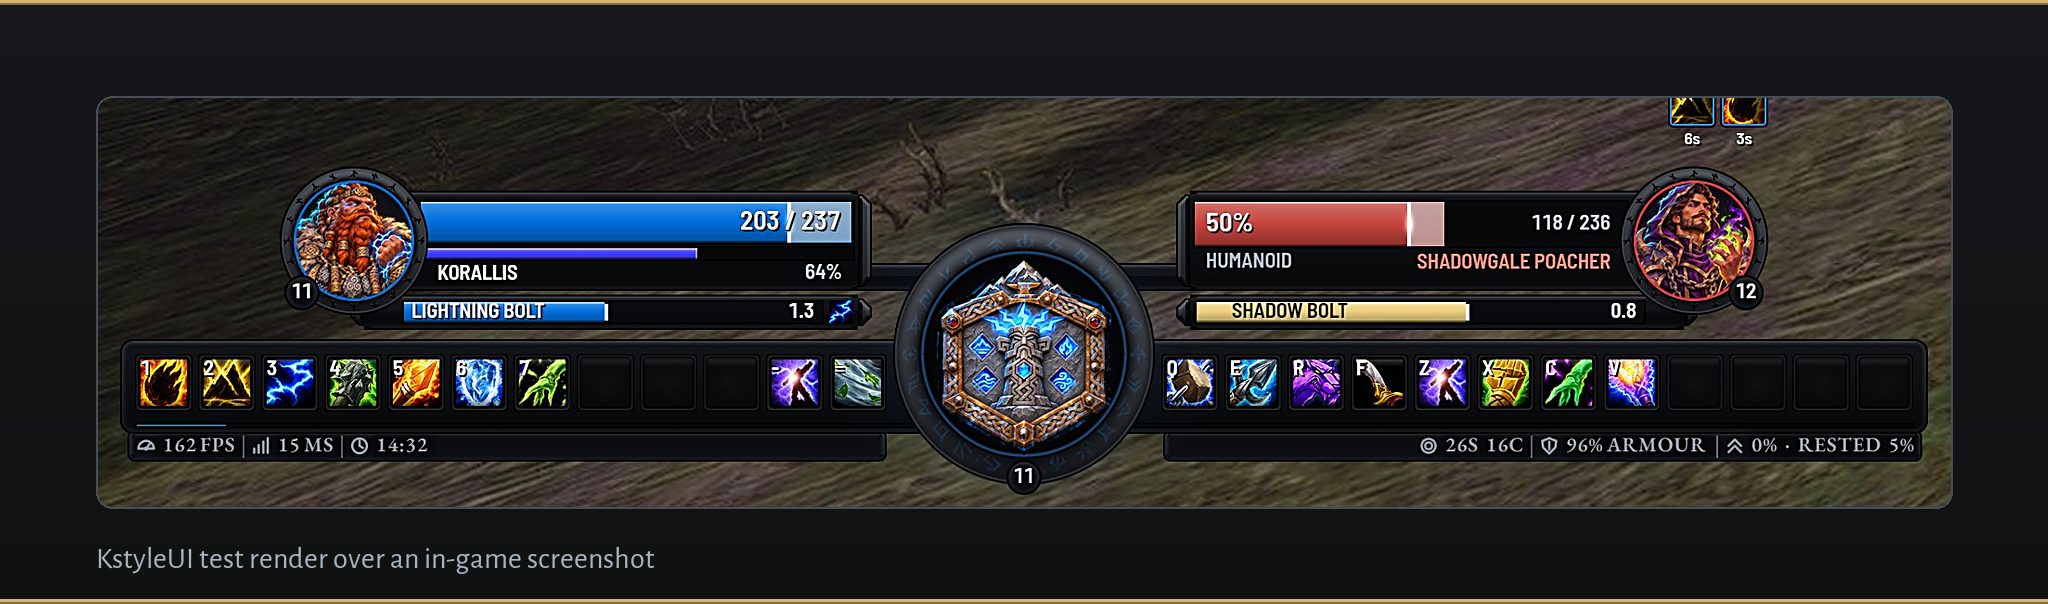 6s 3s
203 / 237
50% 118 / 236
KORALLIS 64%
HUMANOID SHADOWGALE POACHER
11
12
LIGHTNING BOLT 1.3
SHADOW BOLT 0.8
1 2 3 4 5 6 7 - =
Q E R F Z X C V
162 FPS | 15 MS | 14:32
26S 16C | 96% ARMOUR | 0% · RESTED 5%
11
KstyleUI test render over an in-game screenshot